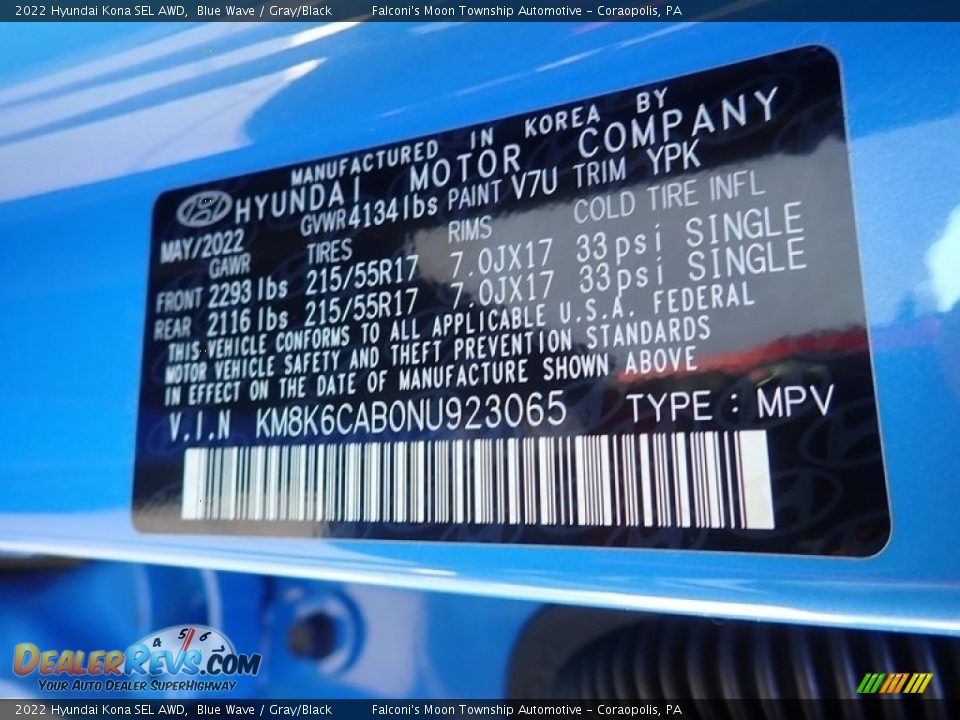 2022 Hyundai Kona SEL AWD, Blue Wave / Gray/Black Falconi's Moon Township Automotive - Coraopolis, PA
MANUFACTURED IN KOREA BY
HYUNDAI MOTOR COMPANY
MAY/2022 GVWR 4134 lbs PAINT V7U TRIM YPK
GAWR TIRES RIMS COLD TIRE INFL
FRONT 2293 lbs 215/55R17 7.0JX17 33psi SINGLE
REAR 2116 lbs 215/55R17 7.0JX17 33psi SINGLE
THIS VEHICLE CONFORMS TO ALL APPLICABLE U.S.A. FEDERAL
MOTOR VEHICLE SAFETY AND THEFT PREVENTION STANDARDS
IN EFFECT ON THE DATE OF MANUFACTURE SHOWN ABOVE
V.I.N KM8K6CAB0NU923065 TYPE : MPV
4 5 6
DEALERREVS.COM
YOUR AUTO DEALER SUPERHIGHWAY
2022 Hyundai Kona SEL AWD, Blue Wave / Gray/Black Falconi's Moon Township Automotive - Coraopolis, PA